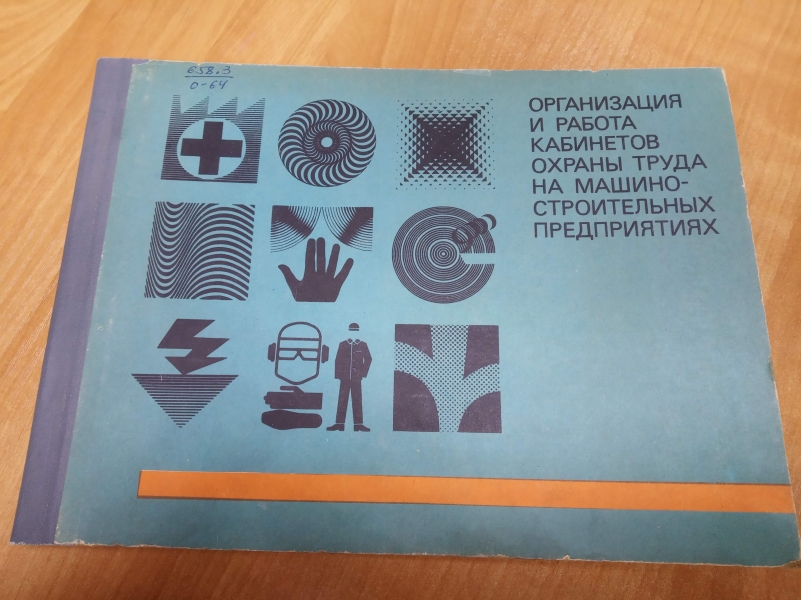 658.3
О-64
ОРГАНИЗАЦИЯ
И РАБОТА
КАБИНЕТОВ
ОХРАНЫ ТРУДА
НА МАШИНО-
СТРОИТЕЛЬНЫХ
ПРЕДПРИЯТИЯХ